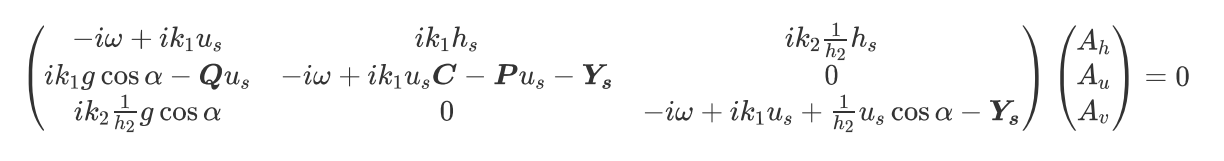 $$\begin{pmatrix} -i\omega + ik_1 u_s & ik_1 h_s & ik_2 \frac{1}{h_2} h_s \\ ik_1 g \cos\alpha - \boldsymbol{Q} u_s & -i\omega + ik_1 u_s \boldsymbol{C} - \boldsymbol{P} u_s - \boldsymbol{Y_s} & 0 \\ ik_2 \frac{1}{h_2} g \cos\alpha & 0 & -i\omega + ik_1 u_s + \frac{1}{h_2} u_s \cos\alpha - \boldsymbol{Y_s} \end{pmatrix} \begin{pmatrix} A_h \\ A_u \\ A_v \end{pmatrix} = 0$$